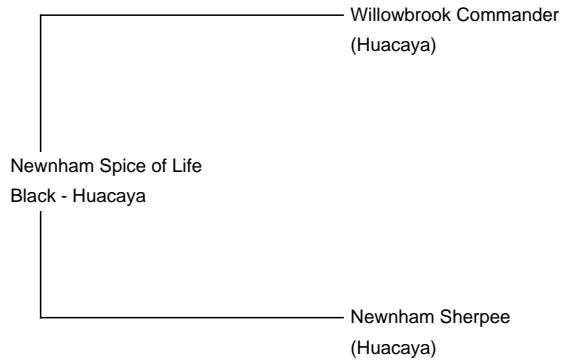 Willowbrook Commander
(Huacaya)
Newnham Spice of Life
Black - Huacaya
Newnham Sherpee
(Huacaya)